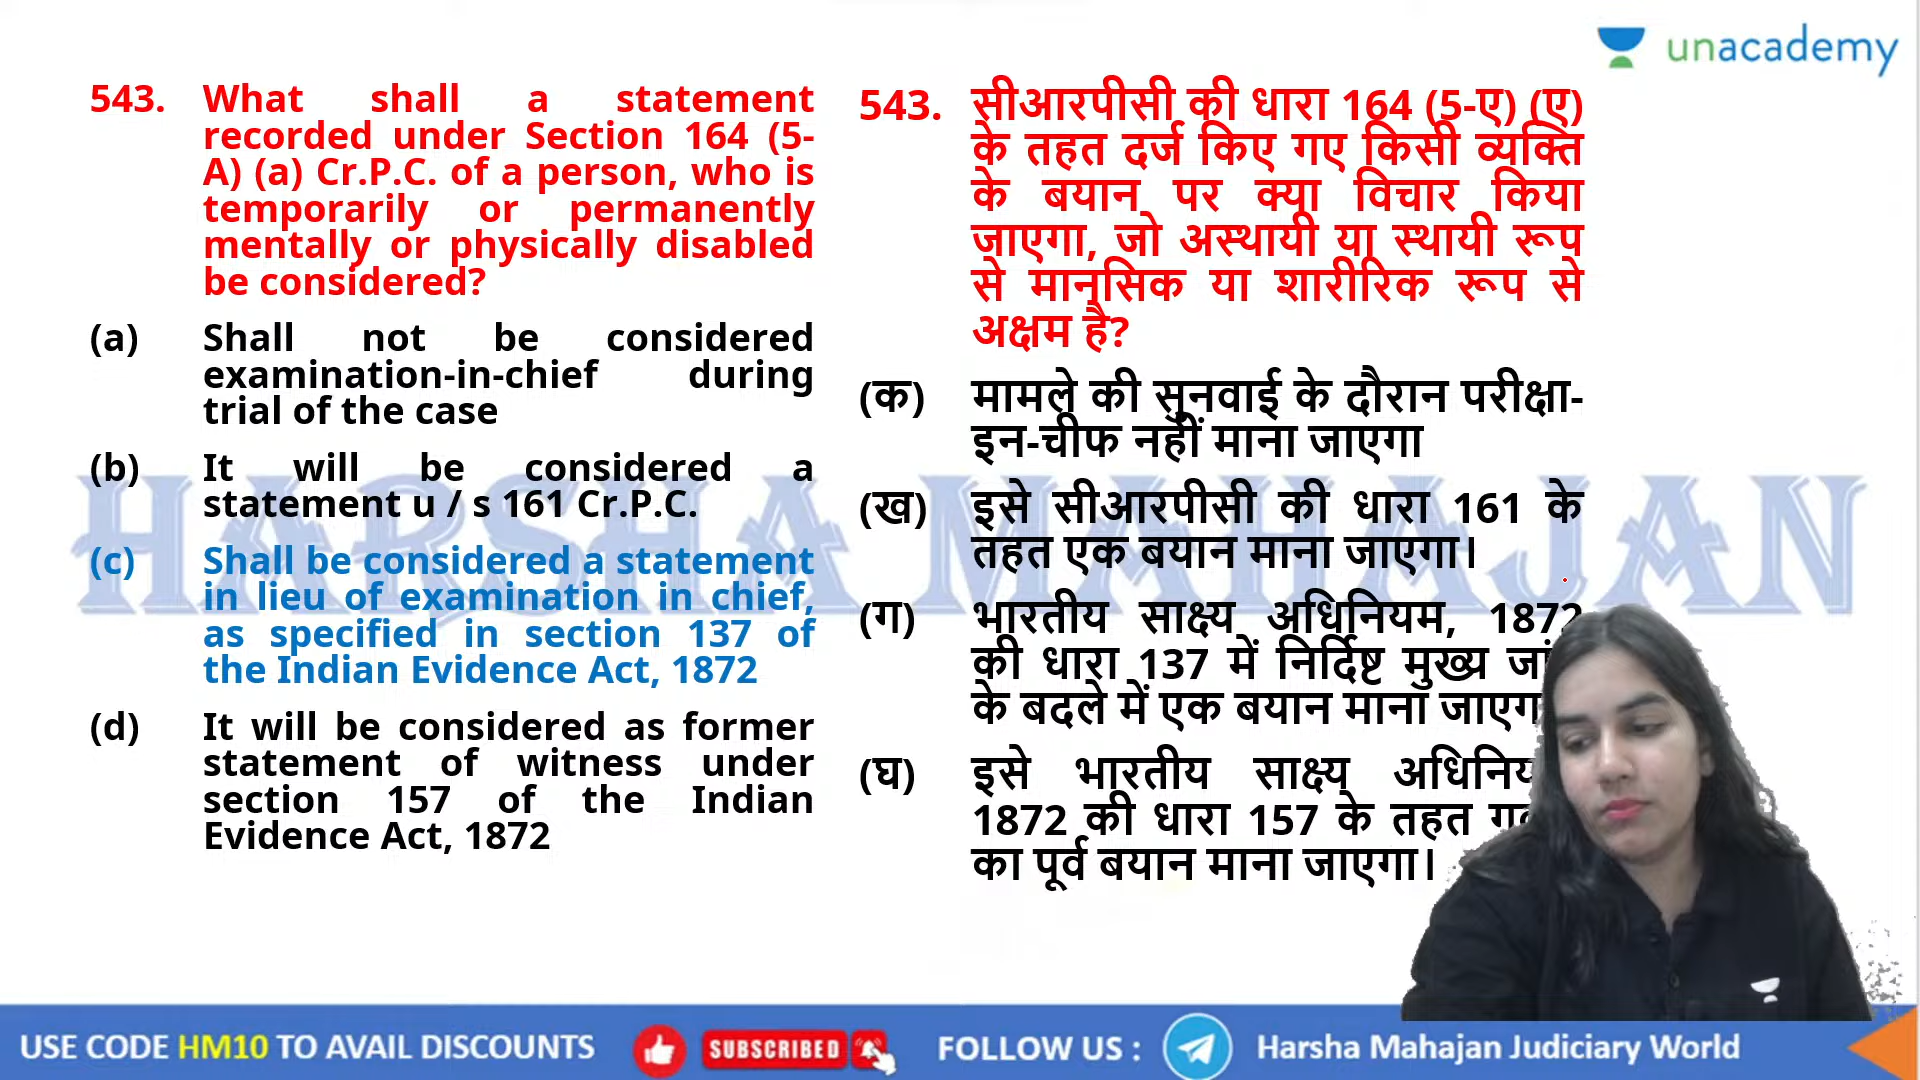 unacademy
543. What shall a statement
recorded under Section 164 (5-
A) (a) Cr.P.C. of a person, who is
temporarily or permanently
mentally or physically disabled
be considered?
(a) Shall not be considered
examination-in-chief during
trial of the case
(b) It will be considered a
statement u / s 161 Cr.P.C.
(c) Shall be considered a statement
in lieu of examination in chief,
as specified in section 137 of
the Indian Evidence Act, 1872
(d) It will be considered as former
statement of witness under
section 157 of the Indian
Evidence Act, 1872
543. सीआरपीसी की धारा 164 (5-ए) (ए)
के तहत दर्ज किए गए किसी व्यक्ति
के बयान पर क्या विचार किया
जाएगा, जो अस्थायी या स्थायी रूप
से मानसिक या शारीरिक रूप से
अक्षम है?
(क) मामले की सुनवाई के दौरान परीक्षा-
इन-चीफ नहीं माना जाएगा
(ख) इसे सीआरपीसी की धारा 161 के
तहत एक बयान माना जाएगा।
(ग) भारतीय साक्ष्य अधिनियम, 1872
की धारा 137 में निर्दिष्ट मुख्य
के बदले में एक बयान माना
(घ) इसे भारतीय साक्ष्य
1872 की धारा 157 के तहत
का पूर्व बयान माना जाएगा।
HARSHA MAHAJAN
USE CODE HM10 TO AVAIL DISCOUNTS
SUBSCRIBED
FOLLOW US :
Harsha Mahajan Judiciary World